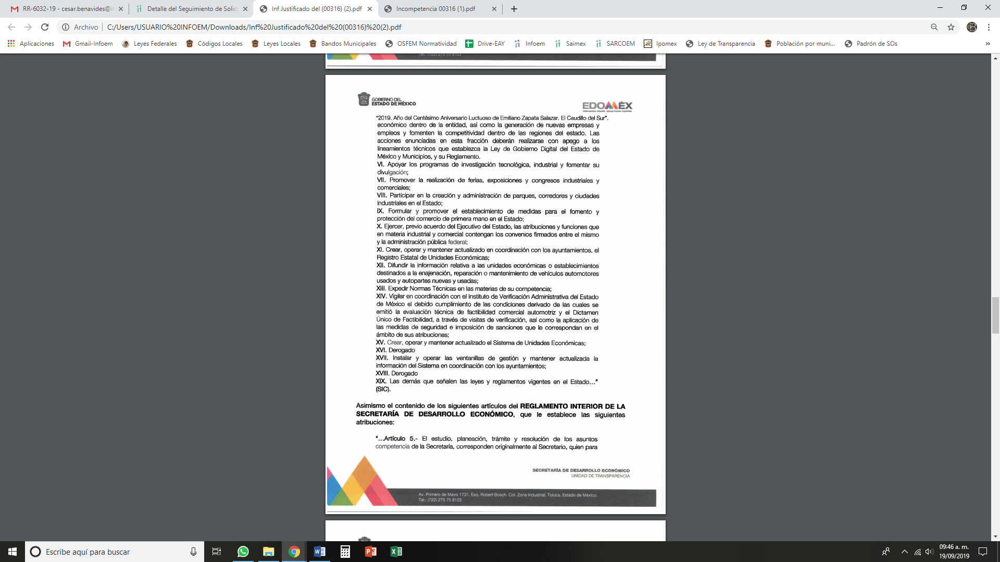 RR-6032-19 - cesar.benavides@i
Detalle del Seguimiento de Solici
Inf Justificado del (00316) (2).pdf
Incompetencia 00316 (1).pdf
Archivo
C:/Users/USUARIO%20INFOEM/Downloads/Inf%20Justificado%20del%20(00316)%20(2).pdf
Aplicaciones
Gmail-Infoem
Leyes Federales
Códigos Locales
Leyes Locales
Bandos Municipales
OSFEM Normatividad
Drive-EAY
Infoem
Saimex
SARCOEM
Ipomex
Ley de Transparencia
Población por muni...
Padrón de SOs
»
Tel.: (722) 275 75 8103
GOBIERNO DEL
ESTADO DE MÉXICO
EDOMÉX
"2019. Año del Centésimo Aniversario Luctuoso de Emiliano Zapata Salazar. El Caudillo del Sur".
económico dentro de la entidad, así como la generación de nuevas empresas y
empleos y fomenten la competitividad dentro de las regiones del estado. Las
acciones enunciadas en esta fracción deberán realizarse con apego a los
lineamientos técnicos que establezca la Ley de Gobierno Digital del Estado de
México y Municipios, y su Reglamento.
VI. Apoyar los programas de investigación tecnológica, industrial y fomentar su
divulgación;
VII. Promover la realización de ferias, exposiciones y congresos industriales y
comerciales;
VIII. Participar en la creación y administración de parques, corredores y ciudades
industriales en el Estado;
IX. Formular y promover el establecimiento de medidas para el fomento y
protección del comercio de primera mano en el Estado;
X. Ejercer, previo acuerdo del Ejecutivo del Estado, las atribuciones y funciones que
en materia industrial y comercial contengan los convenios firmados entre el mismo
y la administración pública federal;
XI. Crear, operar y mantener actualizado en coordinación con los ayuntamientos, el
Registro Estatal de Unidades Económicas;
XII. Difundir la información relativa a las unidades económicas o establecimientos
destinados a la enajenación, reparación o mantenimiento de vehículos automotores
usados y autopartes nuevas y usadas;
XIII. Expedir Normas Técnicas en las materias de su competencia;
XIV. Vigilar en coordinación con el Instituto de Verificación Administrativa del Estado
de México el debido cumplimiento de las condiciones derivado de las cuales se
emitió la evaluación técnica de factibilidad comercial automotriz y el Dictamen
Único de Factibilidad, a través de visitas de verificación, así como la aplicación de
las medidas de seguridad e imposición de sanciones que le correspondan en el
ámbito de sus atribuciones;
XV. Crear, operar y mantener actualizado el Sistema de Unidades Económicas;
XVI. Derogado
XVII. Instalar y operar las ventanillas de gestión y mantener actualizada la
información del Sistema en coordinación con los ayuntamientos;
XVIII. Derogado
XIX. Las demás que señalen las leyes y reglamentos vigentes en el Estado..."
(SIC).
Asimismo el contenido de los siguientes artículos del REGLAMENTO INTERIOR DE LA
SECRETARÍA DE DESARROLLO ECONÓMICO, que le establece las siguientes
atribuciones:
"...Artículo 5.- El estudio, planeación, trámite y resolución de los asuntos
competencia de la Secretaría, corresponden originalmente al Secretario, quien para
SECRETARÍA DE DESARROLLO ECONÓMICO
UNIDAD DE TRANSPARENCIA
Av. Primero de Mayo 1731, Esq. Robert Bosch. Col. Zona Industrial, Toluca, Estado de México.
Tel.: (722) 275 75 8103
Escribe aquí para buscar
09:46 a. m.
19/09/2019